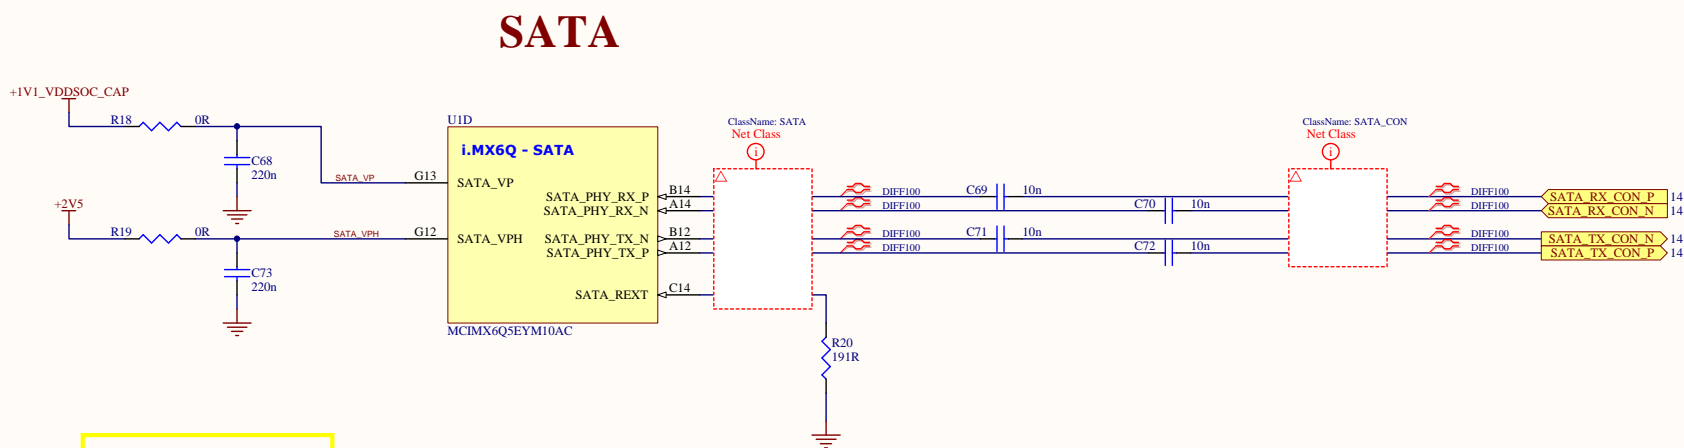 SATA
+1V1_VDDSOC_CAP
R18 0R
C68
220n
SATA_VP
+2V5
R19 0R
SATA_VPH
C73
220n
U1D
i.MX6Q - SATA
G13 SATA_VP
G12 SATA_VPH
SATA_PHY_RX_P B14
SATA_PHY_RX_N A14
SATA_PHY_TX_N B12
SATA_PHY_TX_P A12
SATA_REXT C14
MCIMX6Q5EYM10AC
ClassName: SATA
Net Class
i
DIFF100 C69 10n
DIFF100 C70 10n
DIFF100 C71 10n
DIFF100 C72 10n
R20
191R
ClassName: SATA_CON
Net Class
i
DIFF100 SATA_RX_CON_P 14
DIFF100 SATA_RX_CON_N 14
DIFF100 SATA_TX_CON_N 14
DIFF100 SATA_TX_CON_P 14